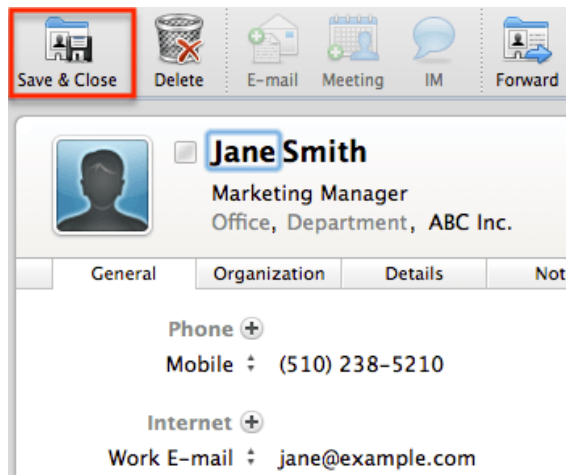 Save & Close Delete E-mail Meeting IM Forward
Jane Smith
Marketing Manager
Office, Department, ABC Inc.
General Organization Details Not
Phone
Mobile (510) 238-5210
Internet
Work E-mail jane@example.com